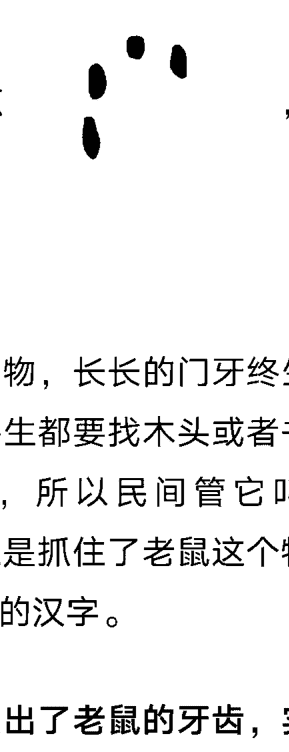 ，
物，长长的门牙终
生都要找木头或者
，所以民间管它
是抓住了老鼠这个
的汉字。
出了老鼠的牙齿，